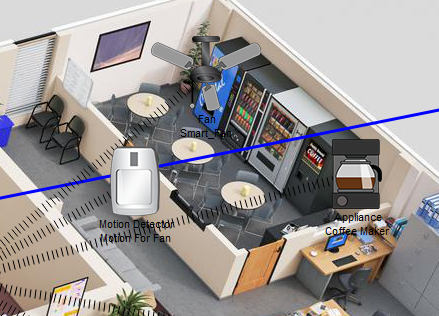 Fan
Smart_Fan
Motion Detector
Motion For Fan
Appliance
Coffee Maker